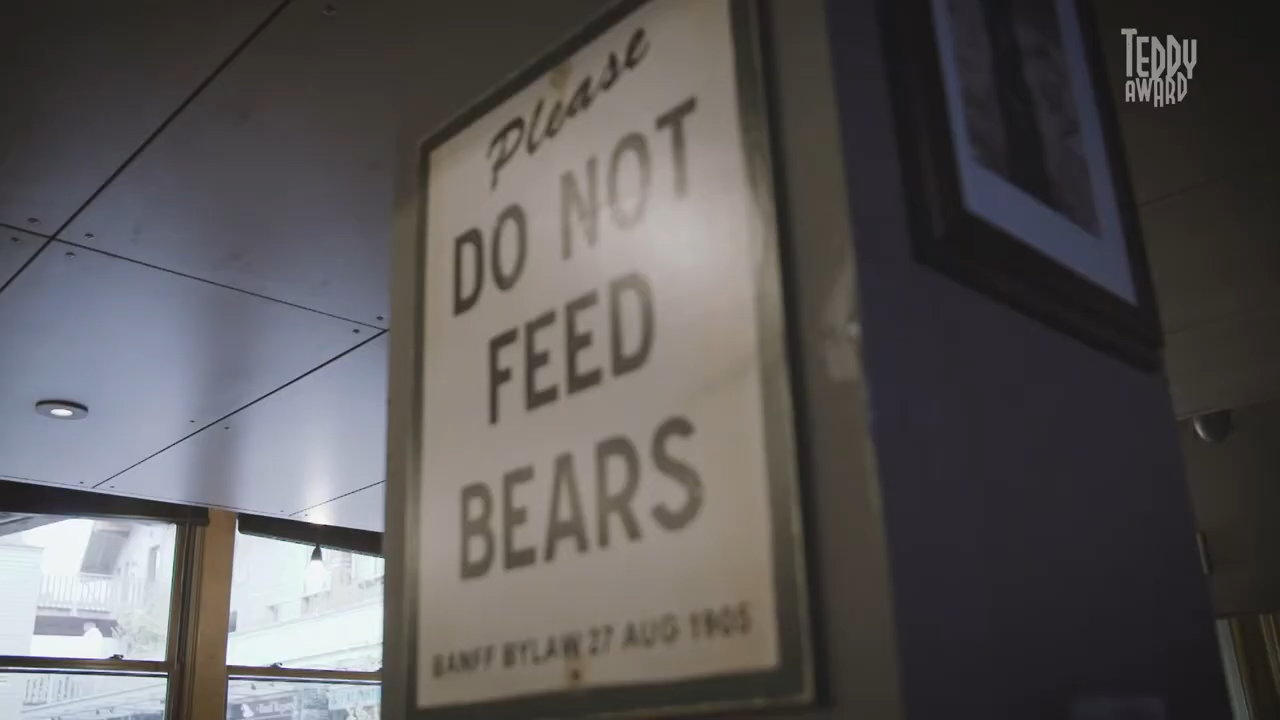 TEDDY
AWARD
Please
DO NOT
FEED
BEARS
BANFF BYLAW 27 AUG 1905